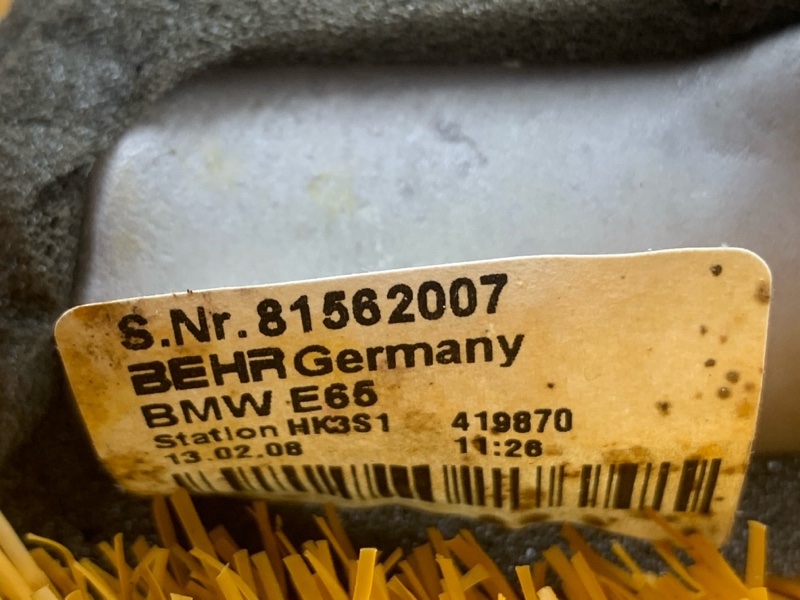 S.Nr. 81562007
BEHR Germany
BMW E65
Station HK3S1 419870
13.02.08 11:26